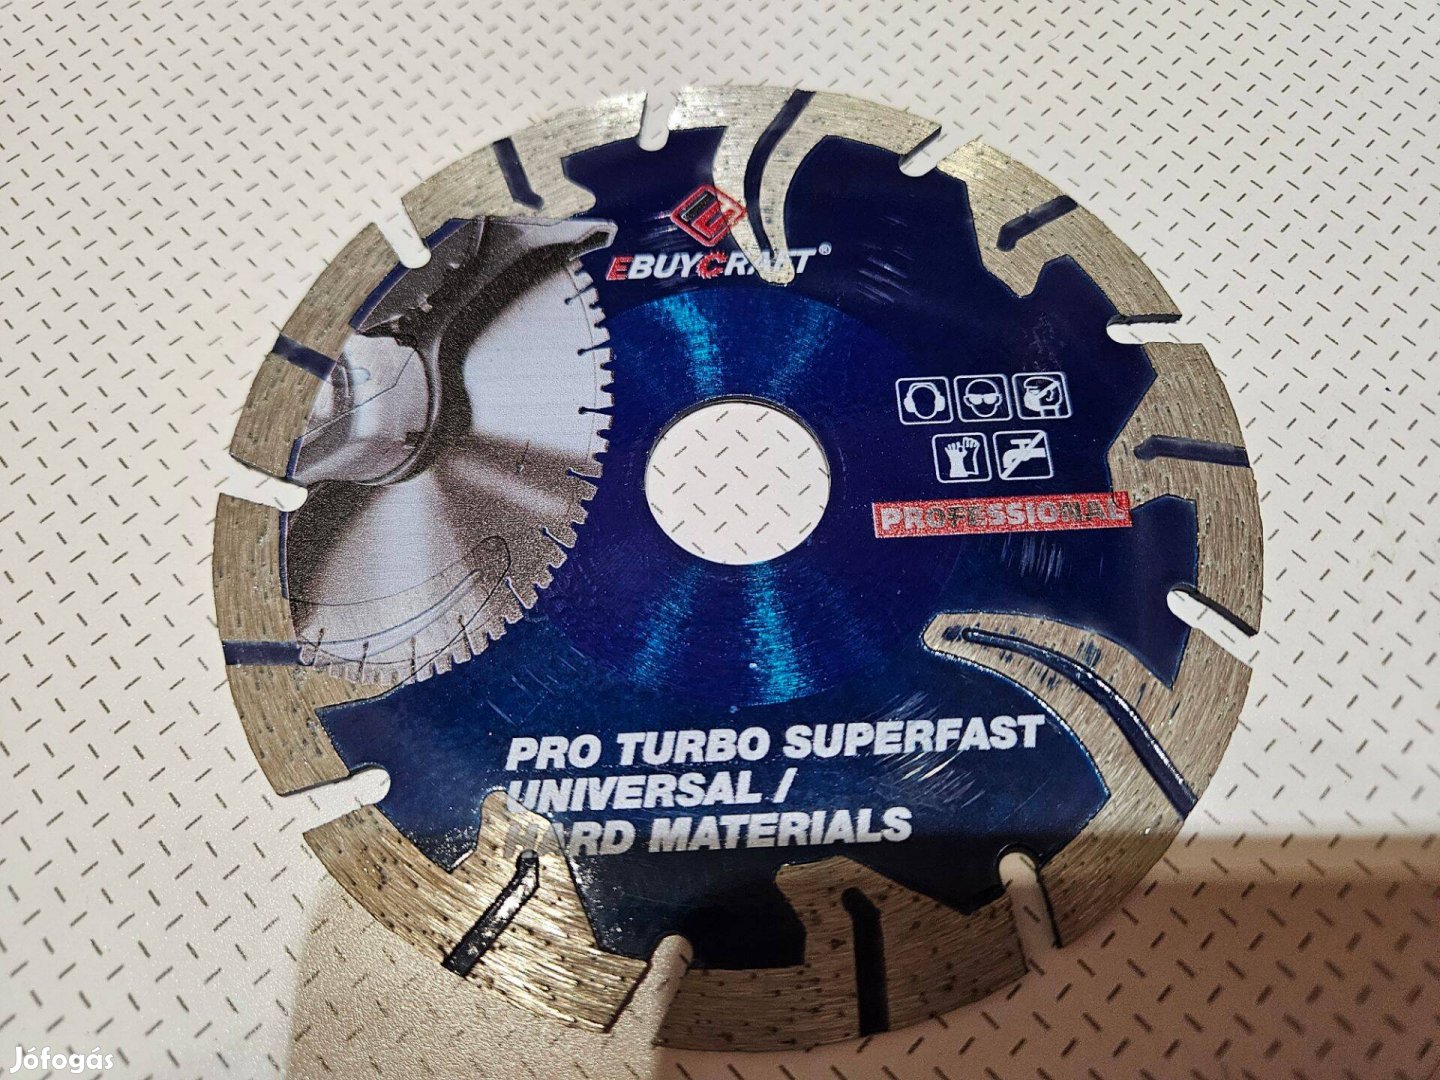 EBUYCRAFT®
PROFESSIONAL
PRO TURBO SUPERFAST
UNIVERSAL /
HARD MATERIALS
Jófogás